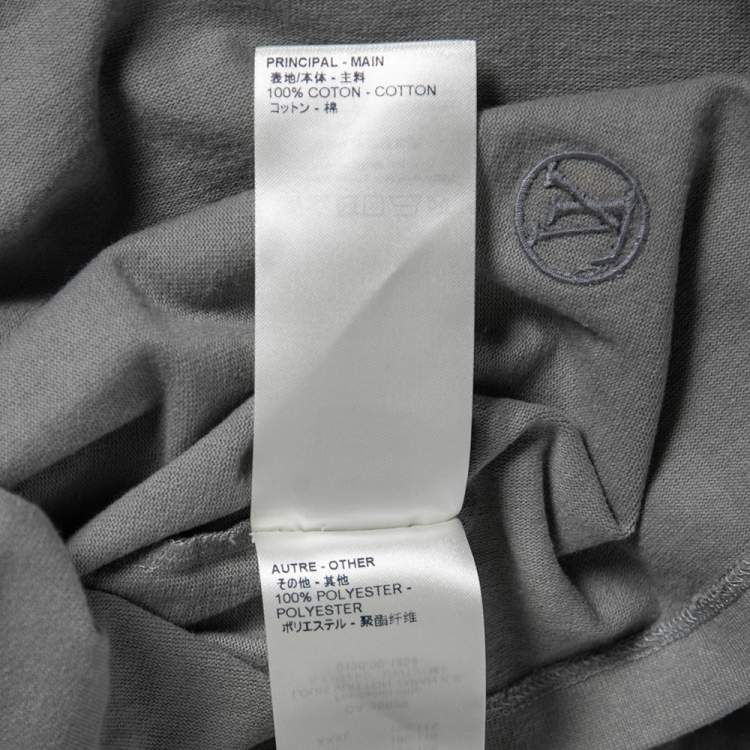 PRINCIPAL - MAIN
表地/本体 - 主料
100% COTON - COTTON
コットン - 棉
LV
AUTRE - OTHER
その他 - 其他
100% POLYESTER -
POLYESTER
ポリエステル - 聚酯纤维